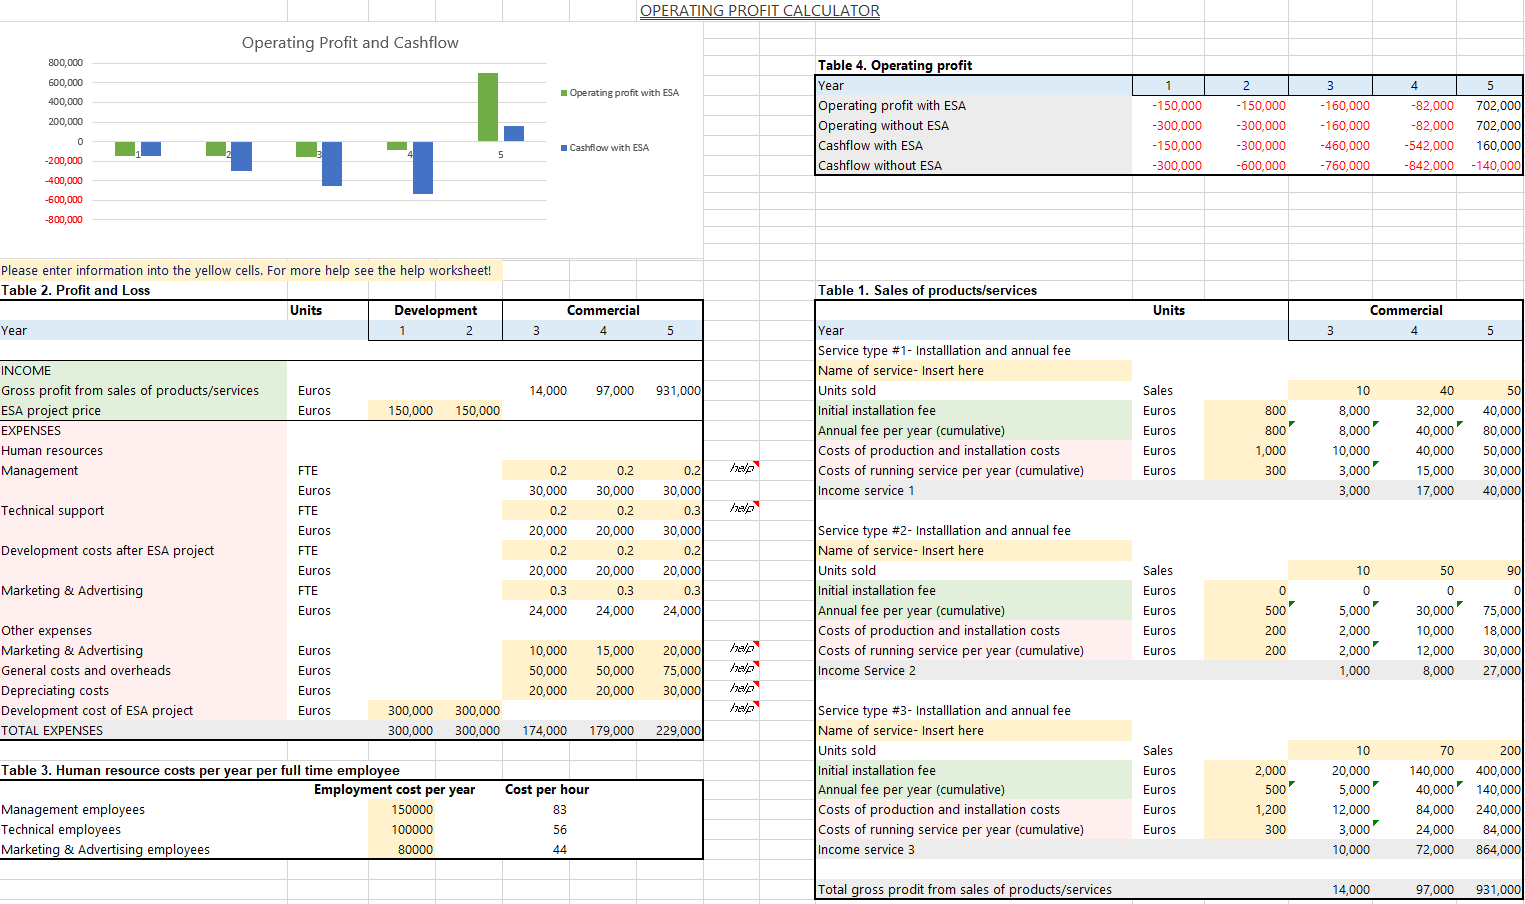 OPERATING PROFIT CALCULATOR
Operating Profit and Cashflow
800,000
600,000
400,000
200,000
0
-200,000
-400,000
-600,000
-800,000
1 2 3 4 5
Operating profit with ESA
Cashflow with ESA
Table 4. Operating profit
Year 1 2 3 4 5
Operating profit with ESA -150,000 -150,000 -160,000 -82,000 702,000
Operating without ESA -300,000 -300,000 -160,000 -82,000 702,000
Cashflow with ESA -150,000 -300,000 -460,000 -542,000 160,000
Cashflow without ESA -300,000 -600,000 -760,000 -842,000 -140,000
Please enter information into the yellow cells. For more help see the help worksheet!
Table 2. Profit and Loss
Units Development Commercial
Year 1 2 3 4 5
INCOME
Gross profit from sales of products/services Euros 14,000 97,000 931,000
ESA project price Euros 150,000 150,000
EXPENSES
Human resources
Management FTE 0.2 0.2 0.2 help
Euros 30,000 30,000 30,000
Technical support FTE 0.2 0.2 0.3 help
Euros 20,000 20,000 30,000
Development costs after ESA project FTE 0.2 0.2 0.2
Euros 20,000 20,000 20,000
Marketing & Advertising FTE 0.3 0.3 0.3
Euros 24,000 24,000 24,000
Other expenses
Marketing & Advertising Euros 10,000 15,000 20,000 help
General costs and overheads Euros 50,000 50,000 75,000 help
Depreciating costs Euros 20,000 20,000 30,000 help
Development cost of ESA project Euros 300,000 300,000 help
TOTAL EXPENSES 300,000 300,000 174,000 179,000 229,000
Table 3. Human resource costs per year per full time employee
Employment cost per year Cost per hour
Management employees 150000 83
Technical employees 100000 56
Marketing & Advertising employees 80000 44
Table 1. Sales of products/services
Units Commercial
Year 3 4 5
Service type #1- Installlation and annual fee
Name of service- Insert here
Units sold Sales 10 40 50
Initial installation fee Euros 800 8,000 32,000 40,000
Annual fee per year (cumulative) Euros 800 8,000 40,000 80,000
Costs of production and installation costs Euros 1,000 10,000 40,000 50,000
Costs of running service per year (cumulative) Euros 300 3,000 15,000 30,000
Income service 1 3,000 17,000 40,000
Service type #2- Installlation and annual fee
Name of service- Insert here
Units sold Sales 10 50 90
Initial installation fee Euros 0 0 0 0
Annual fee per year (cumulative) Euros 500 5,000 30,000 75,000
Costs of production and installation costs Euros 200 2,000 10,000 18,000
Costs of running service per year (cumulative) Euros 200 2,000 12,000 30,000
Income Service 2 1,000 8,000 27,000
Service type #3- Installlation and annual fee
Name of service- Insert here
Units sold Sales 10 70 200
Initial installation fee Euros 2,000 20,000 140,000 400,000
Annual fee per year (cumulative) Euros 500 5,000 40,000 140,000
Costs of production and installation costs Euros 1,200 12,000 84,000 240,000
Costs of running service per year (cumulative) Euros 300 3,000 24,000 84,000
Income service 3 10,000 72,000 864,000
Total gross prodit from sales of products/services 14,000 97,000 931,000